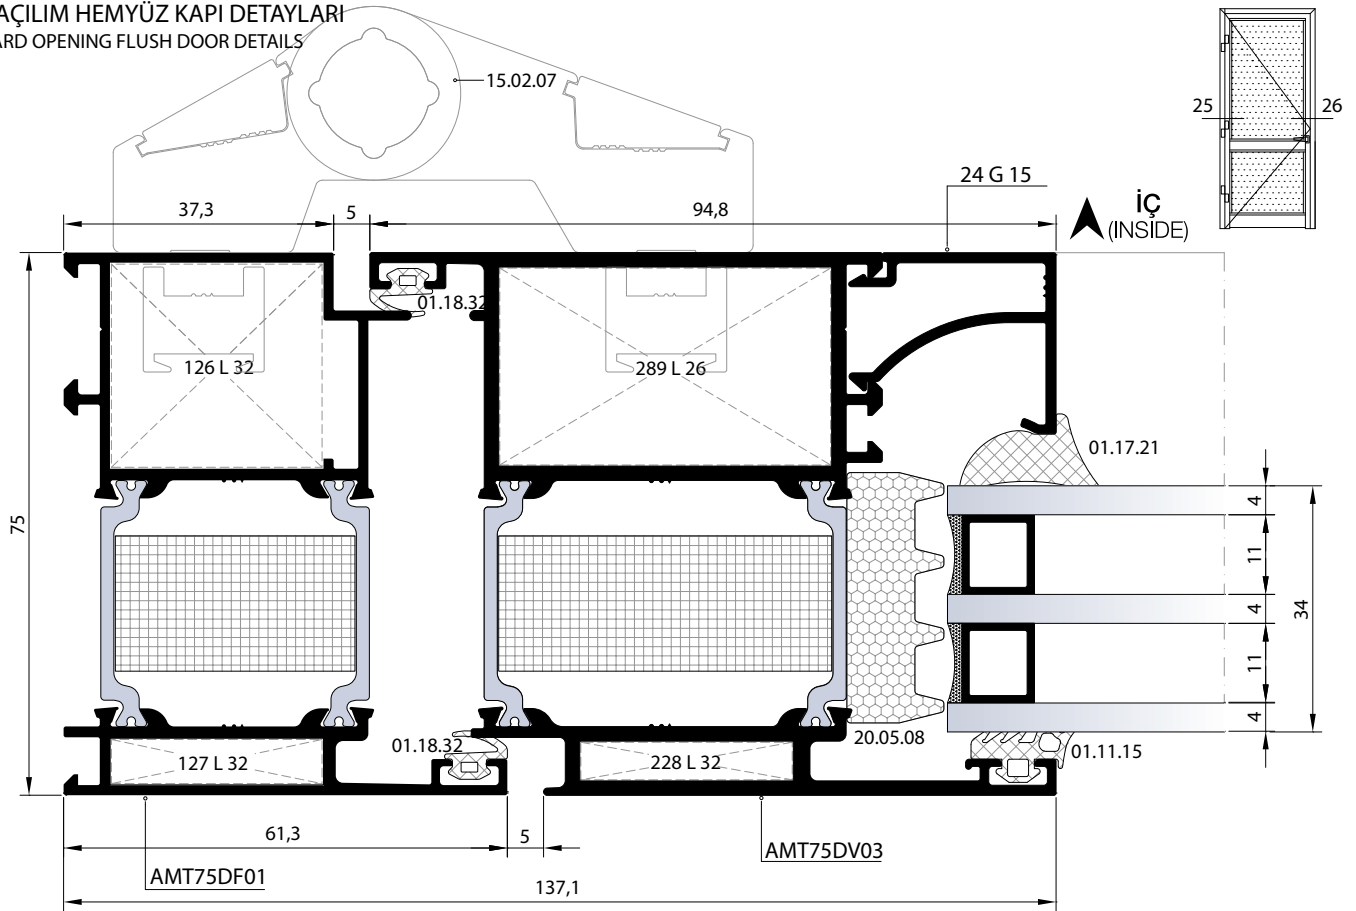 AÇILIM HEMYÜZ KAPI DETAYLARI
ARD OPENING FLUSH DOOR DETAILS
15.02.07
25
26
24 G 15
37,3
5
94,8
İÇ
(INSIDE)
01.18.32
126 L 32
289 L 26
01.17.21
75
4
11
4
34
11
4
01.18.32
20.05.08
01.11.15
127 L 32
228 L 32
61,3
5
AMT75DV03
AMT75DF01
137,1